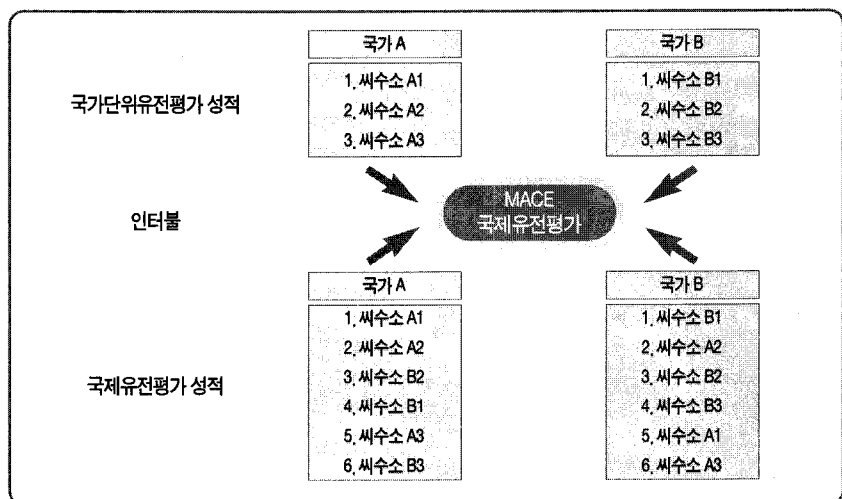 국가 A
국가 B
국가단위유전평가 성적
1. 씨수소 A1
2. 씨수소 A2
3. 씨수소 A3
1. 씨수소 B1
2. 씨수소 B2
3. 씨수소 B3
인터불
MACE
국제유전평가
국가 A
국가 B
국제유전평가 성적
1. 씨수소 A1
2. 씨수소 A2
3. 씨수소 B2
4. 씨수소 B1
5. 씨수소 A3
6. 씨수소 B3
1. 씨수소 B1
2. 씨수소 A2
3. 씨수소 B2
4. 씨수소 B3
5. 씨수소 A1
6. 씨수소 A3